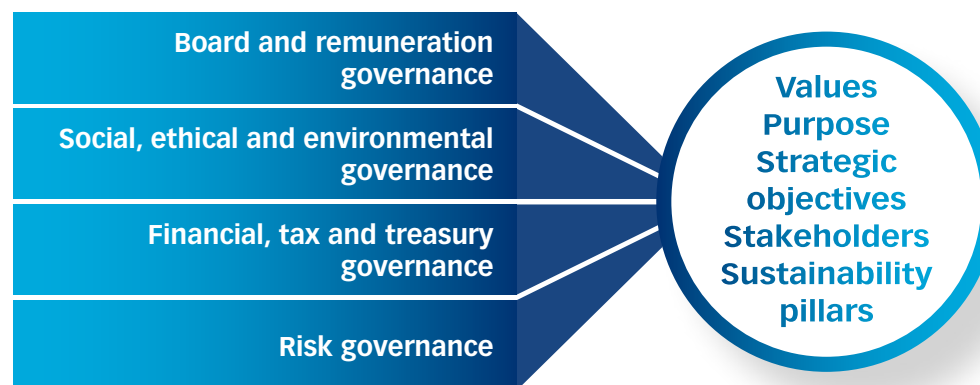 Board and remuneration
governance
Social, ethical and environmental
governance
Financial, tax and treasury
governance
Risk governance
Values
Purpose
Strategic
objectives
Stakeholders
Sustainability
pillars